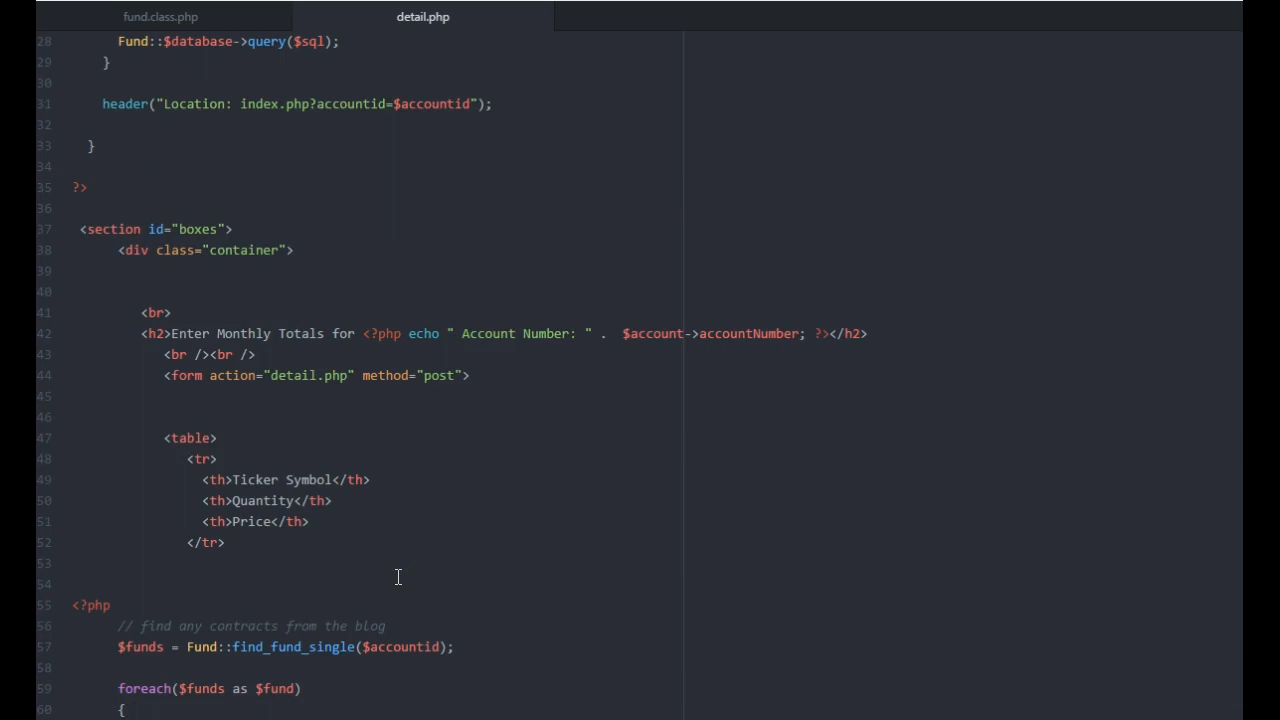 fund.class.php detail.php
28 Fund::$database->query($sql);
29 }
30
31 header("Location: index.php?accountid=$accountid");
32
33 }
34
35 ?>
36
37 <section id="boxes">
38 <div class="container">
39
40
41 <br>
42 <h2>Enter Monthly Totals for <?php echo " Account Number: " .  $account->accountNumber; ?></h2>
43 <br /><br />
44 <form action="detail.php" method="post">
45
46
47 <table>
48 <tr>
49 <th>Ticker Symbol</th>
50 <th>Quantity</th>
51 <th>Price</th>
52 </tr>
53
54
55 <?php
56 // find any contracts from the blog
57 $funds = Fund::find_fund_single($accountid);
58
59 foreach($funds as $fund)
60 {